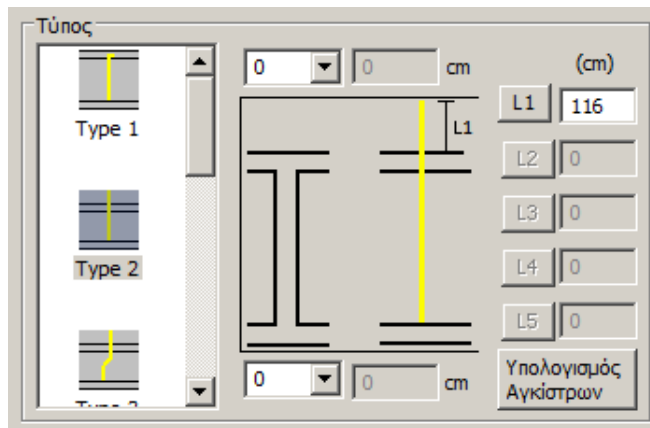 Τύπος
Type 1
Type 2
0 0 cm
L1
0 0 cm
(cm)
L1 116
L2 0
L3 0
L4 0
L5 0
Υπολογισμός
Αγκίστρων